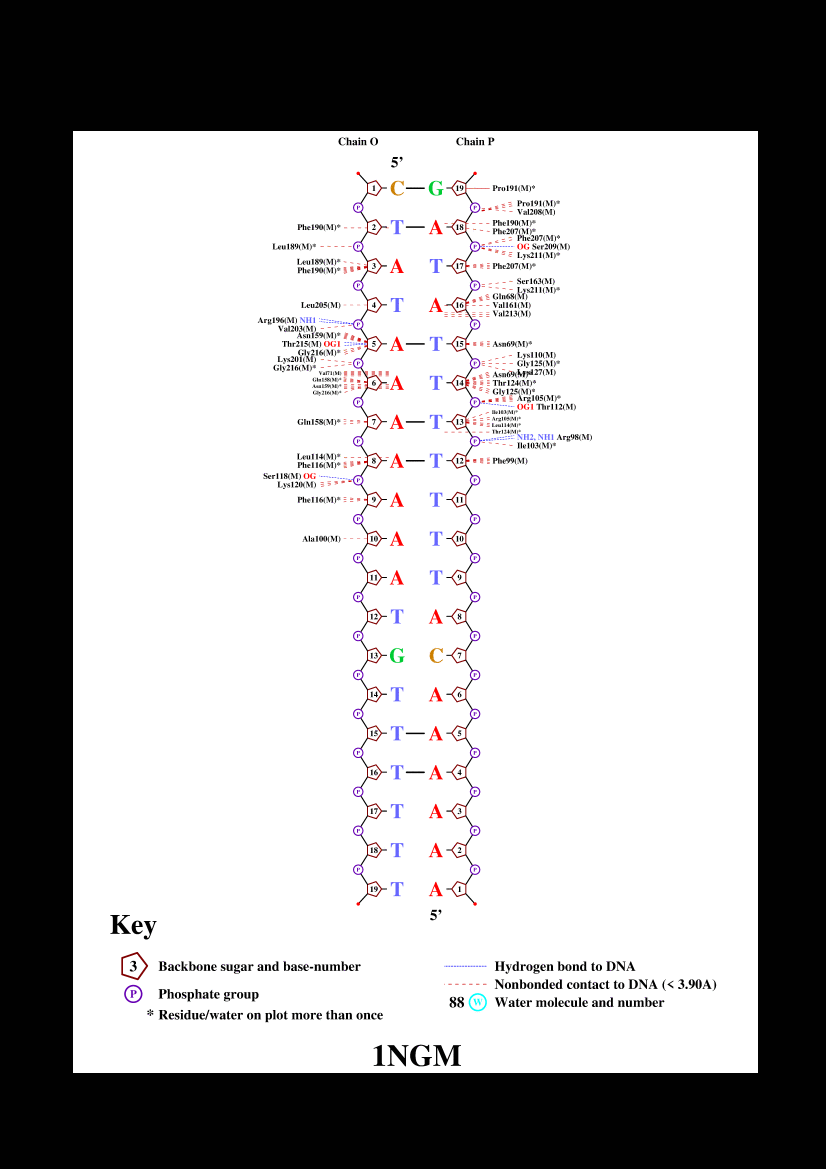 Chain O Chain P
5’
1 C G 19 Pro191(M)*
P P Pro191(M)*
Val208(M)
Phe190(M)* 2 T A 18 Phe190(M)*
Phe207(M)*
Leu189(M)* P P Phe207(M)*
OG Ser209(M)
Lys211(M)*
Leu189(M)* 3 A T 17 Phe207(M)*
Phe190(M)*
P P Ser163(M)
Lys211(M)*
Leu205(M) 4 T A 16 Gln68(M)
Val161(M)
Val213(M)
Arg196(M) NH1 P P
Val203(M)
Asn159(M)*
Thr215(M) OG1 5 A T 15 Asn69(M)*
Gly216(M)*
Lys201(M) P P Lys110(M)
Gly216(M)* Gly125(M)*
Lys127(M)
Val71(M) Asn69(M)*
Gln158(M)* 6 A T 14 Thr124(M)*
Asn159(M)* Gly125(M)*
Gly216(M)*
P P Arg105(M)*
OG1 Thr112(M)
Gln158(M)* 7 A T 13 Ile103(M)*
Arg105(M)*
Leu114(M)*
Thr124(M)*
P P NH2, NH1 Arg98(M)
Ile103(M)*
Leu114(M)* 8 A T 12 Phe99(M)
Phe116(M)*
Ser118(M) OG P P
Lys120(M)
Phe116(M)* 9 A T 11
P P
Ala100(M) 10 A T 10
P P
11 A T 9
P P
12 T A 8
P P
13 G C 7
P P
14 T A 6
P P
15 T A 5
P P
16 T A 4
P P
17 T A 3
P P
18 T A 2
P P
19 T A 1
5’
Key
3 Backbone sugar and base-number
P Phosphate group
* Residue/water on plot more than once
Hydrogen bond to DNA
Nonbonded contact to DNA (< 3.90A)
88 W Water molecule and number
1NGM